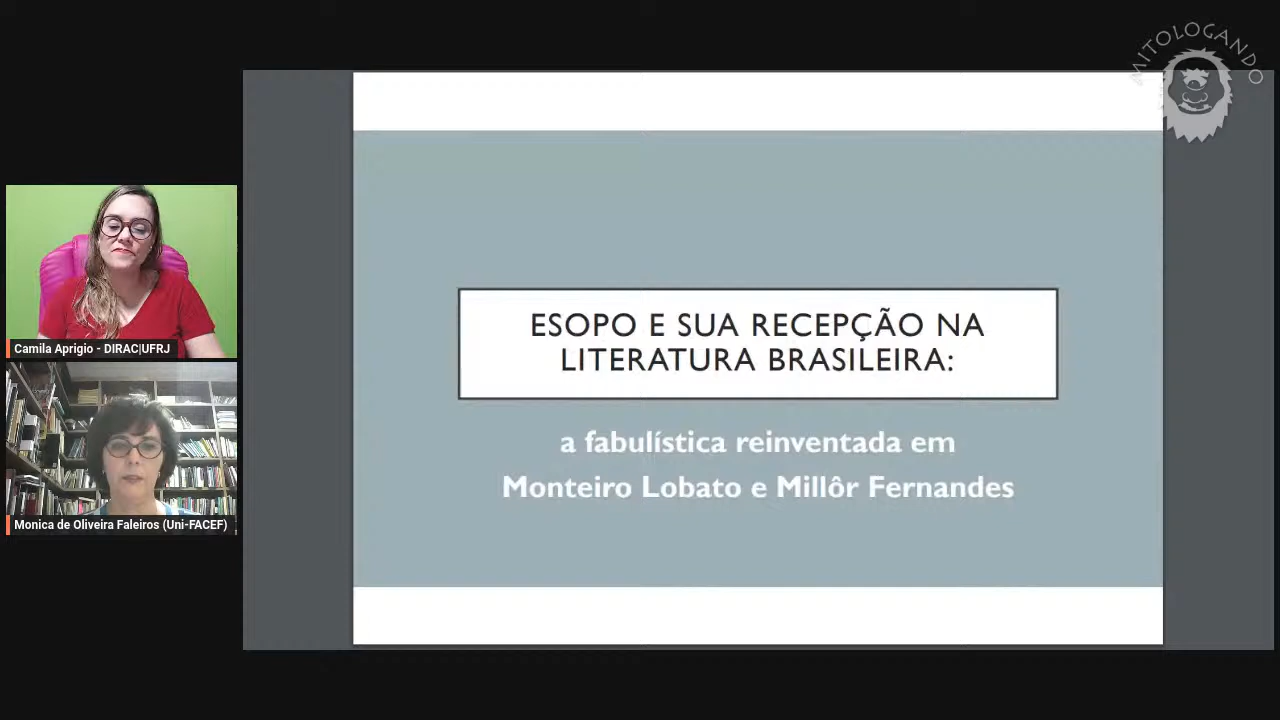 MITOLOGANDO
ESOPO E SUA RECEPÇÃO NA
LITERATURA BRASILEIRA:
a fabulística reinventada em
Monteiro Lobato e Millôr Fernandes
Camila Aprigio - DIRAC|UFRJ
Monica de Oliveira Faleiros (Uni-FACEF)